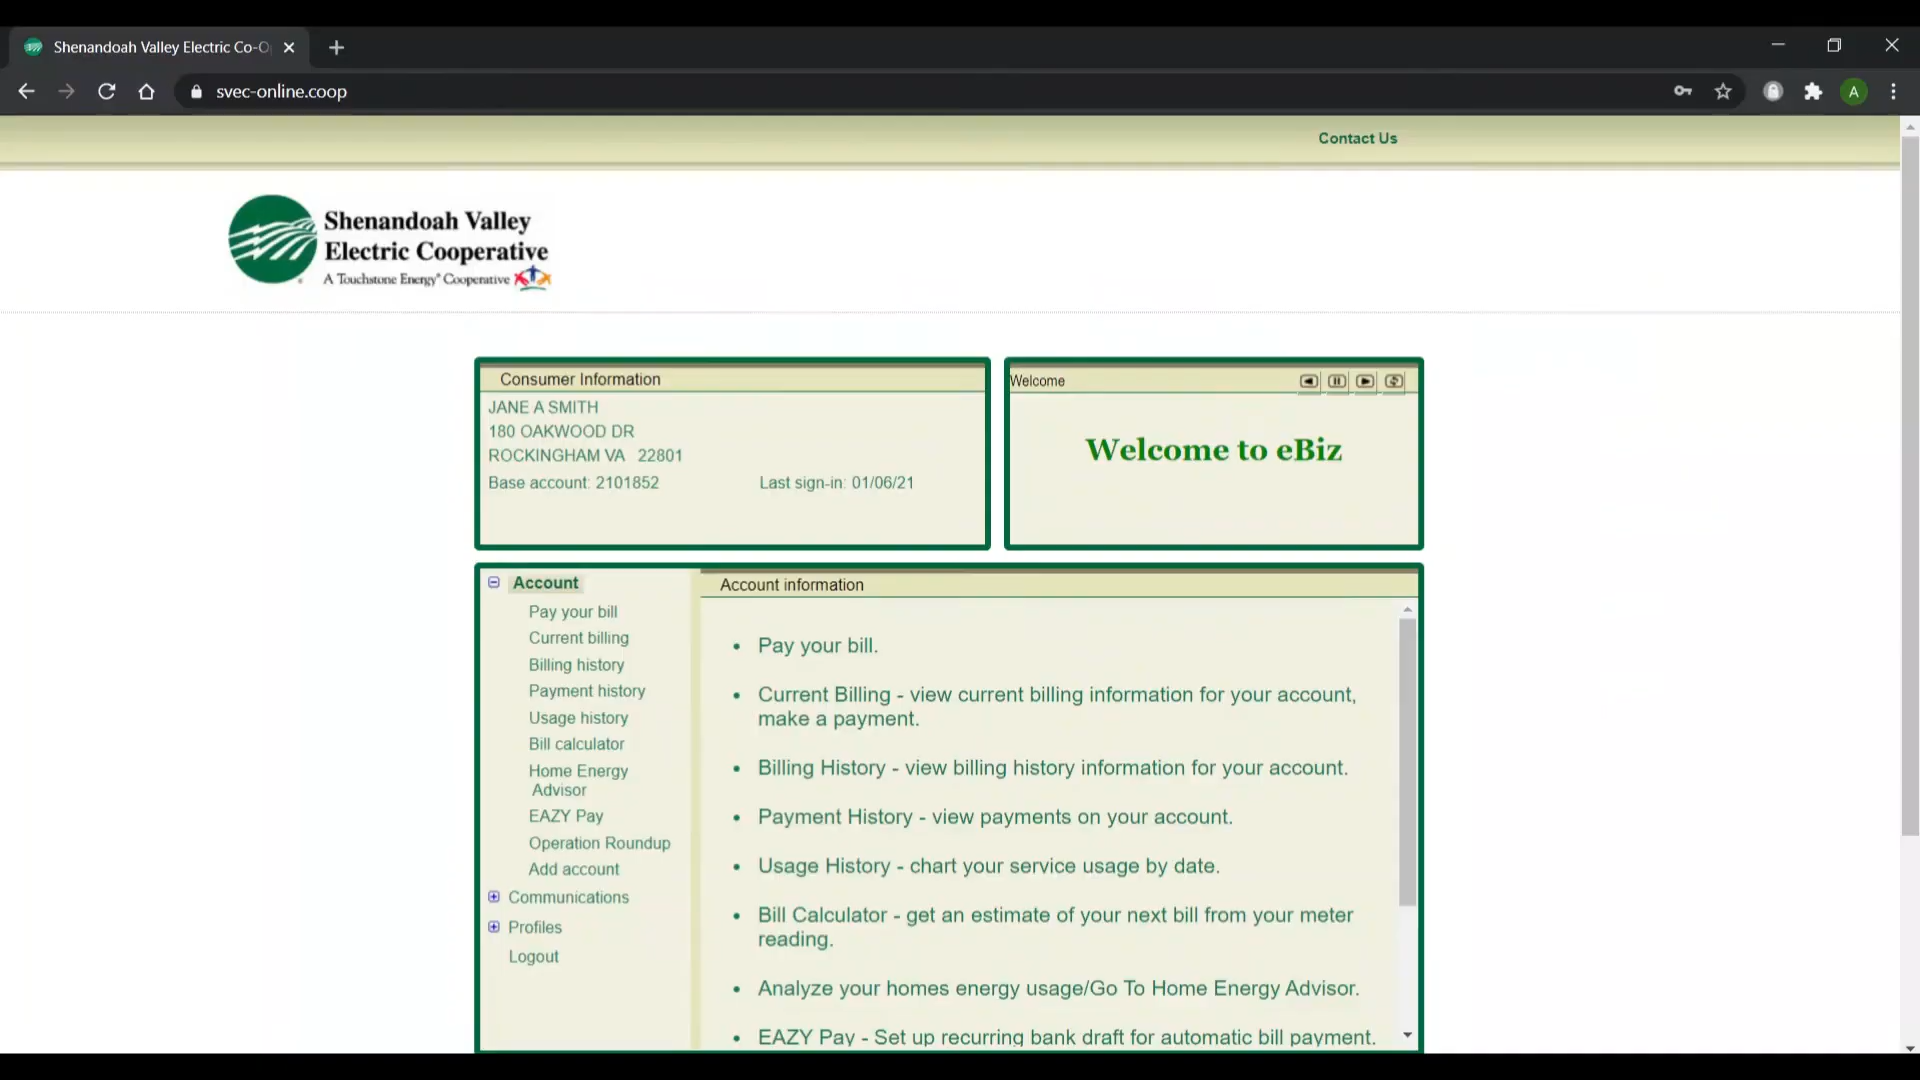 Shenandoah Valley Electric Co-O
svec-online.coop
A
Contact Us
Shenandoah Valley
Electric Cooperative
A Touchstone Energy® Cooperative
Consumer Information
JANE A SMITH
180 OAKWOOD DR
ROCKINGHAM VA 22801
Base account: 2101852 Last sign-in: 01/06/21
Welcome
Welcome to eBiz
Account
Pay your bill
Current billing
Billing history
Payment history
Usage history
Bill calculator
Home Energy
Advisor
EAZY Pay
Operation Roundup
Add account
Communications
Profiles
Logout
Account information
• Pay your bill.
• Current Billing - view current billing information for your account,
make a payment.
• Billing History - view billing history information for your account.
• Payment History - view payments on your account.
• Usage History - chart your service usage by date.
• Bill Calculator - get an estimate of your next bill from your meter
reading.
• Analyze your homes energy usage/Go To Home Energy Advisor.
• EAZY Pay - Set up recurring bank draft for automatic bill payment.